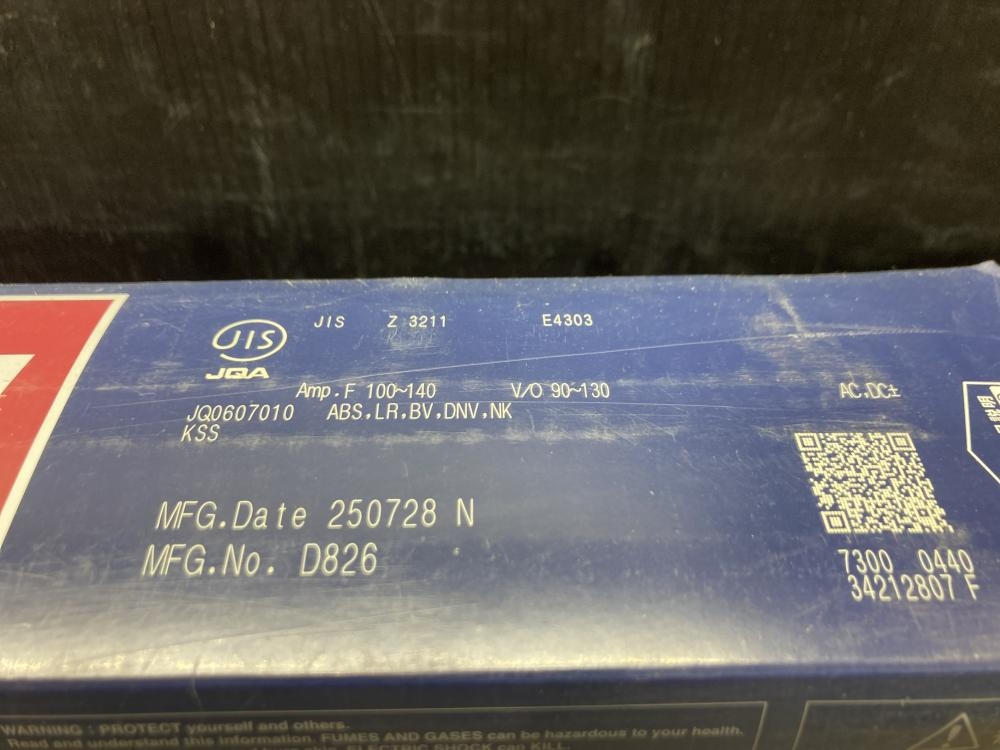 JIS Z 3211 E4303
JIS
JQA
Amp.F 100~140 V/O 90~130 AC,DC±
JQ0607010 ABS,LR,BV,DNV,NK
KSS
MFG.Date 250728 N
MFG.No. D826
7300 0440
34212807 F
WARNING : PROTECT yourself and others.
Read and understand this information. FUMES AND GASES can be hazardous to your health.
ELECTRIC SHOCK can KILL.